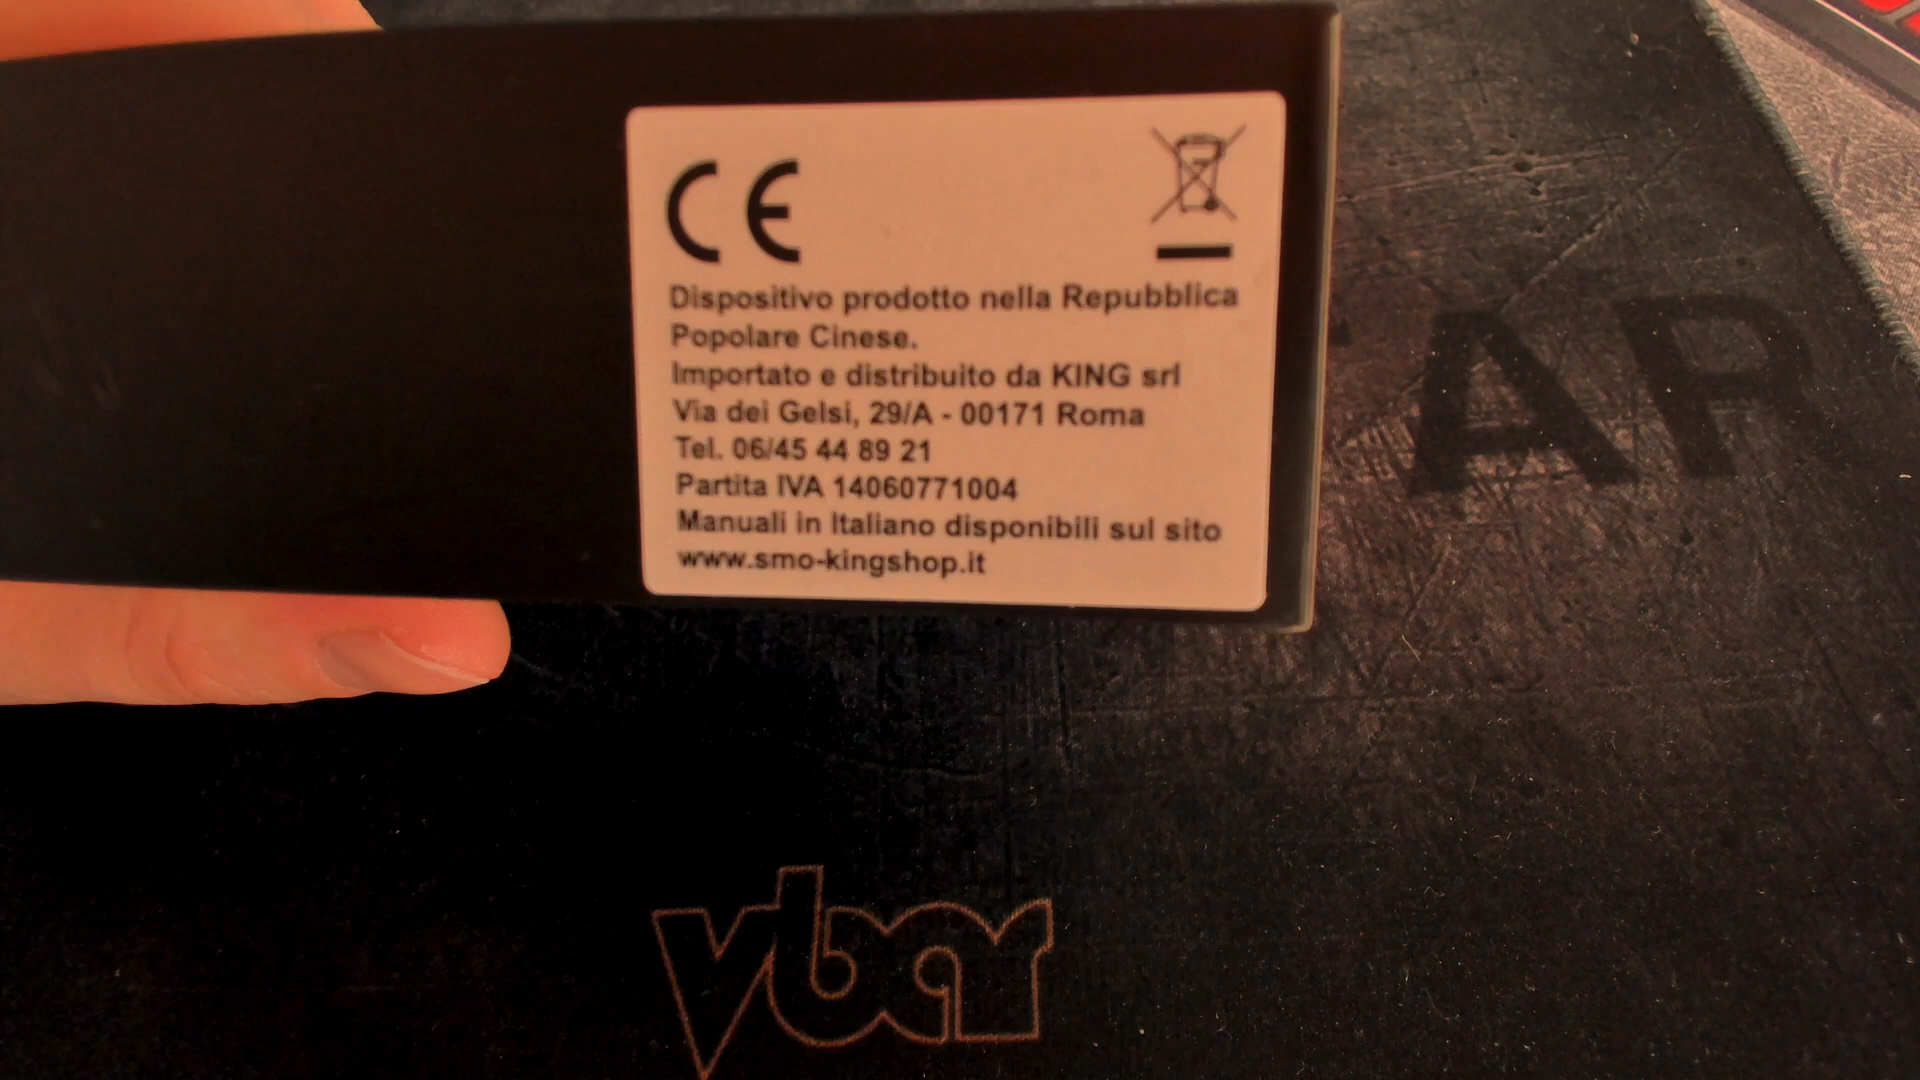 CE
Dispositivo prodotto nella Repubblica
Popolare Cinese.
Importato e distribuito da KING srl
Via dei Gelsi, 29/A - 00171 Roma
Tel. 06/45 44 89 21
Partita IVA 14060771004
Manuali in Italiano disponibili sul sito
www.smo-kingshop.it
AR
vbar